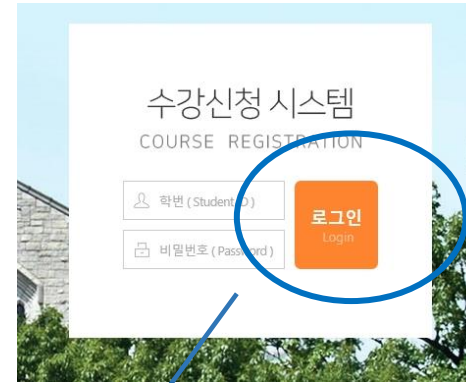 수강신청 시스템
COURSE REGISTRATION
학번 ( Student ID )
비밀번호 ( Password )
로그인
Login